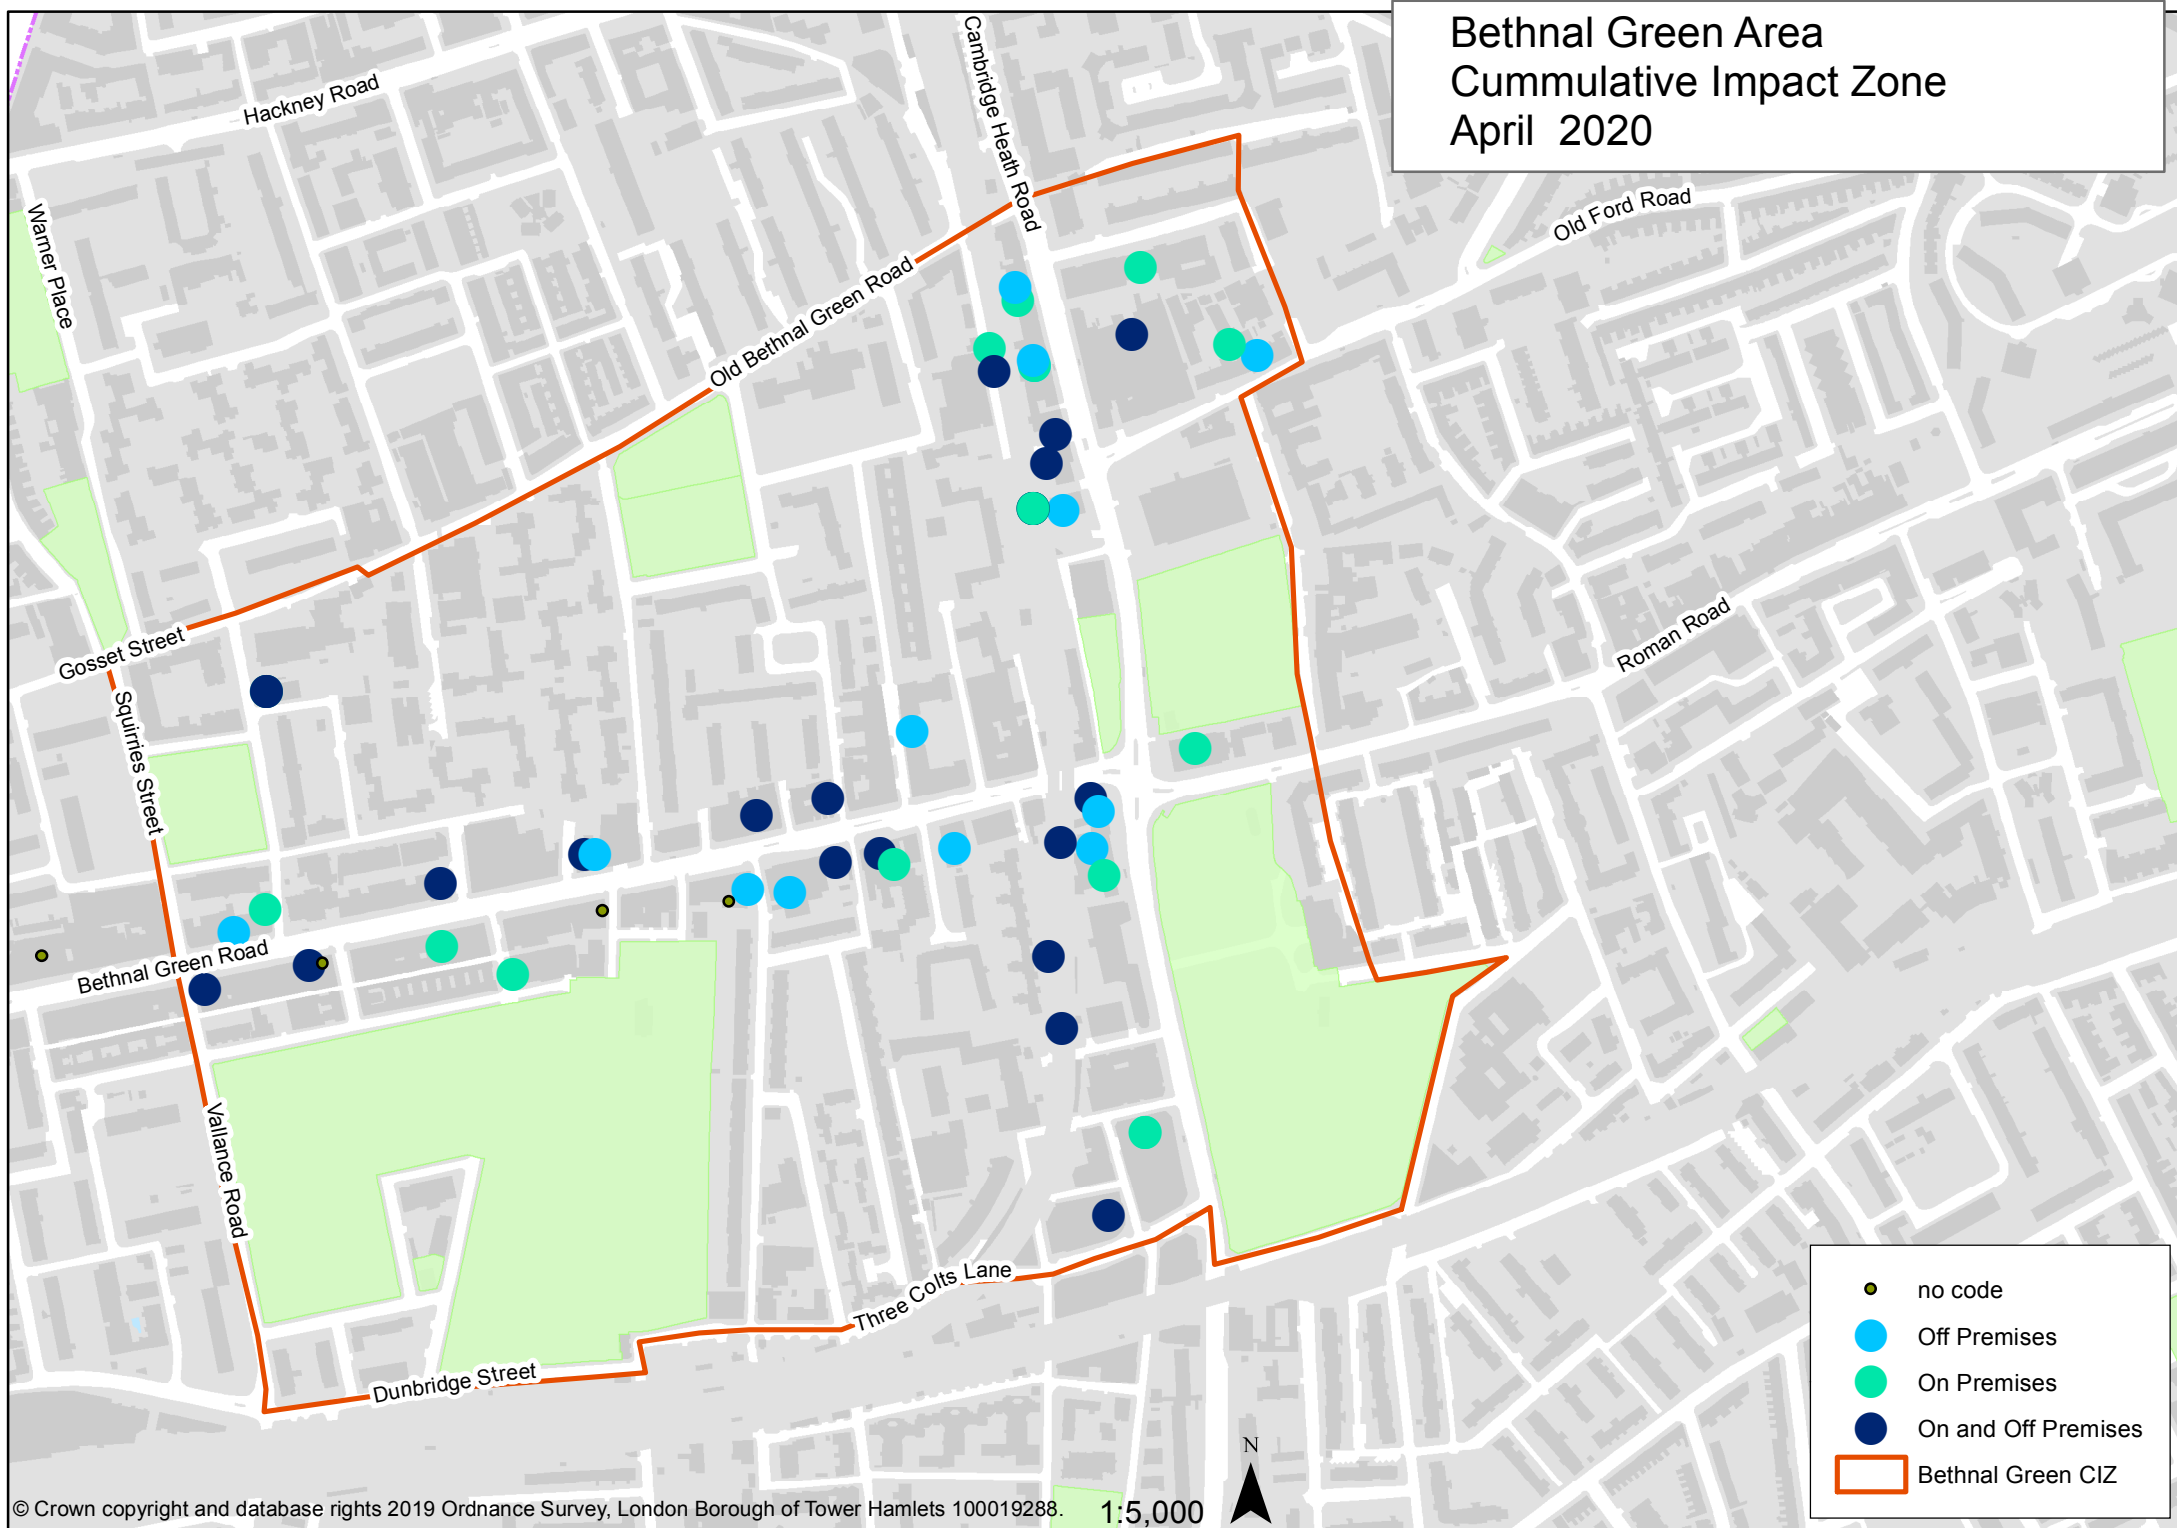 Bethnal Green Area
Cummulative Impact Zone
April 2020
Cambridge Heath Road
Hackney Road
Warner Place
Old Ford Road
Old Bethnal Green Road
Gosset Street
Roman Road
Squirries Street
Bethnal Green Road
Vallance Road
Three Colts Lane
Dunbridge Street
no code
Off Premises
On Premises
On and Off Premises
Bethnal Green CIZ
N
© Crown copyright and database rights 2019 Ordnance Survey, London Borough of Tower Hamlets 100019288.
1:5,000